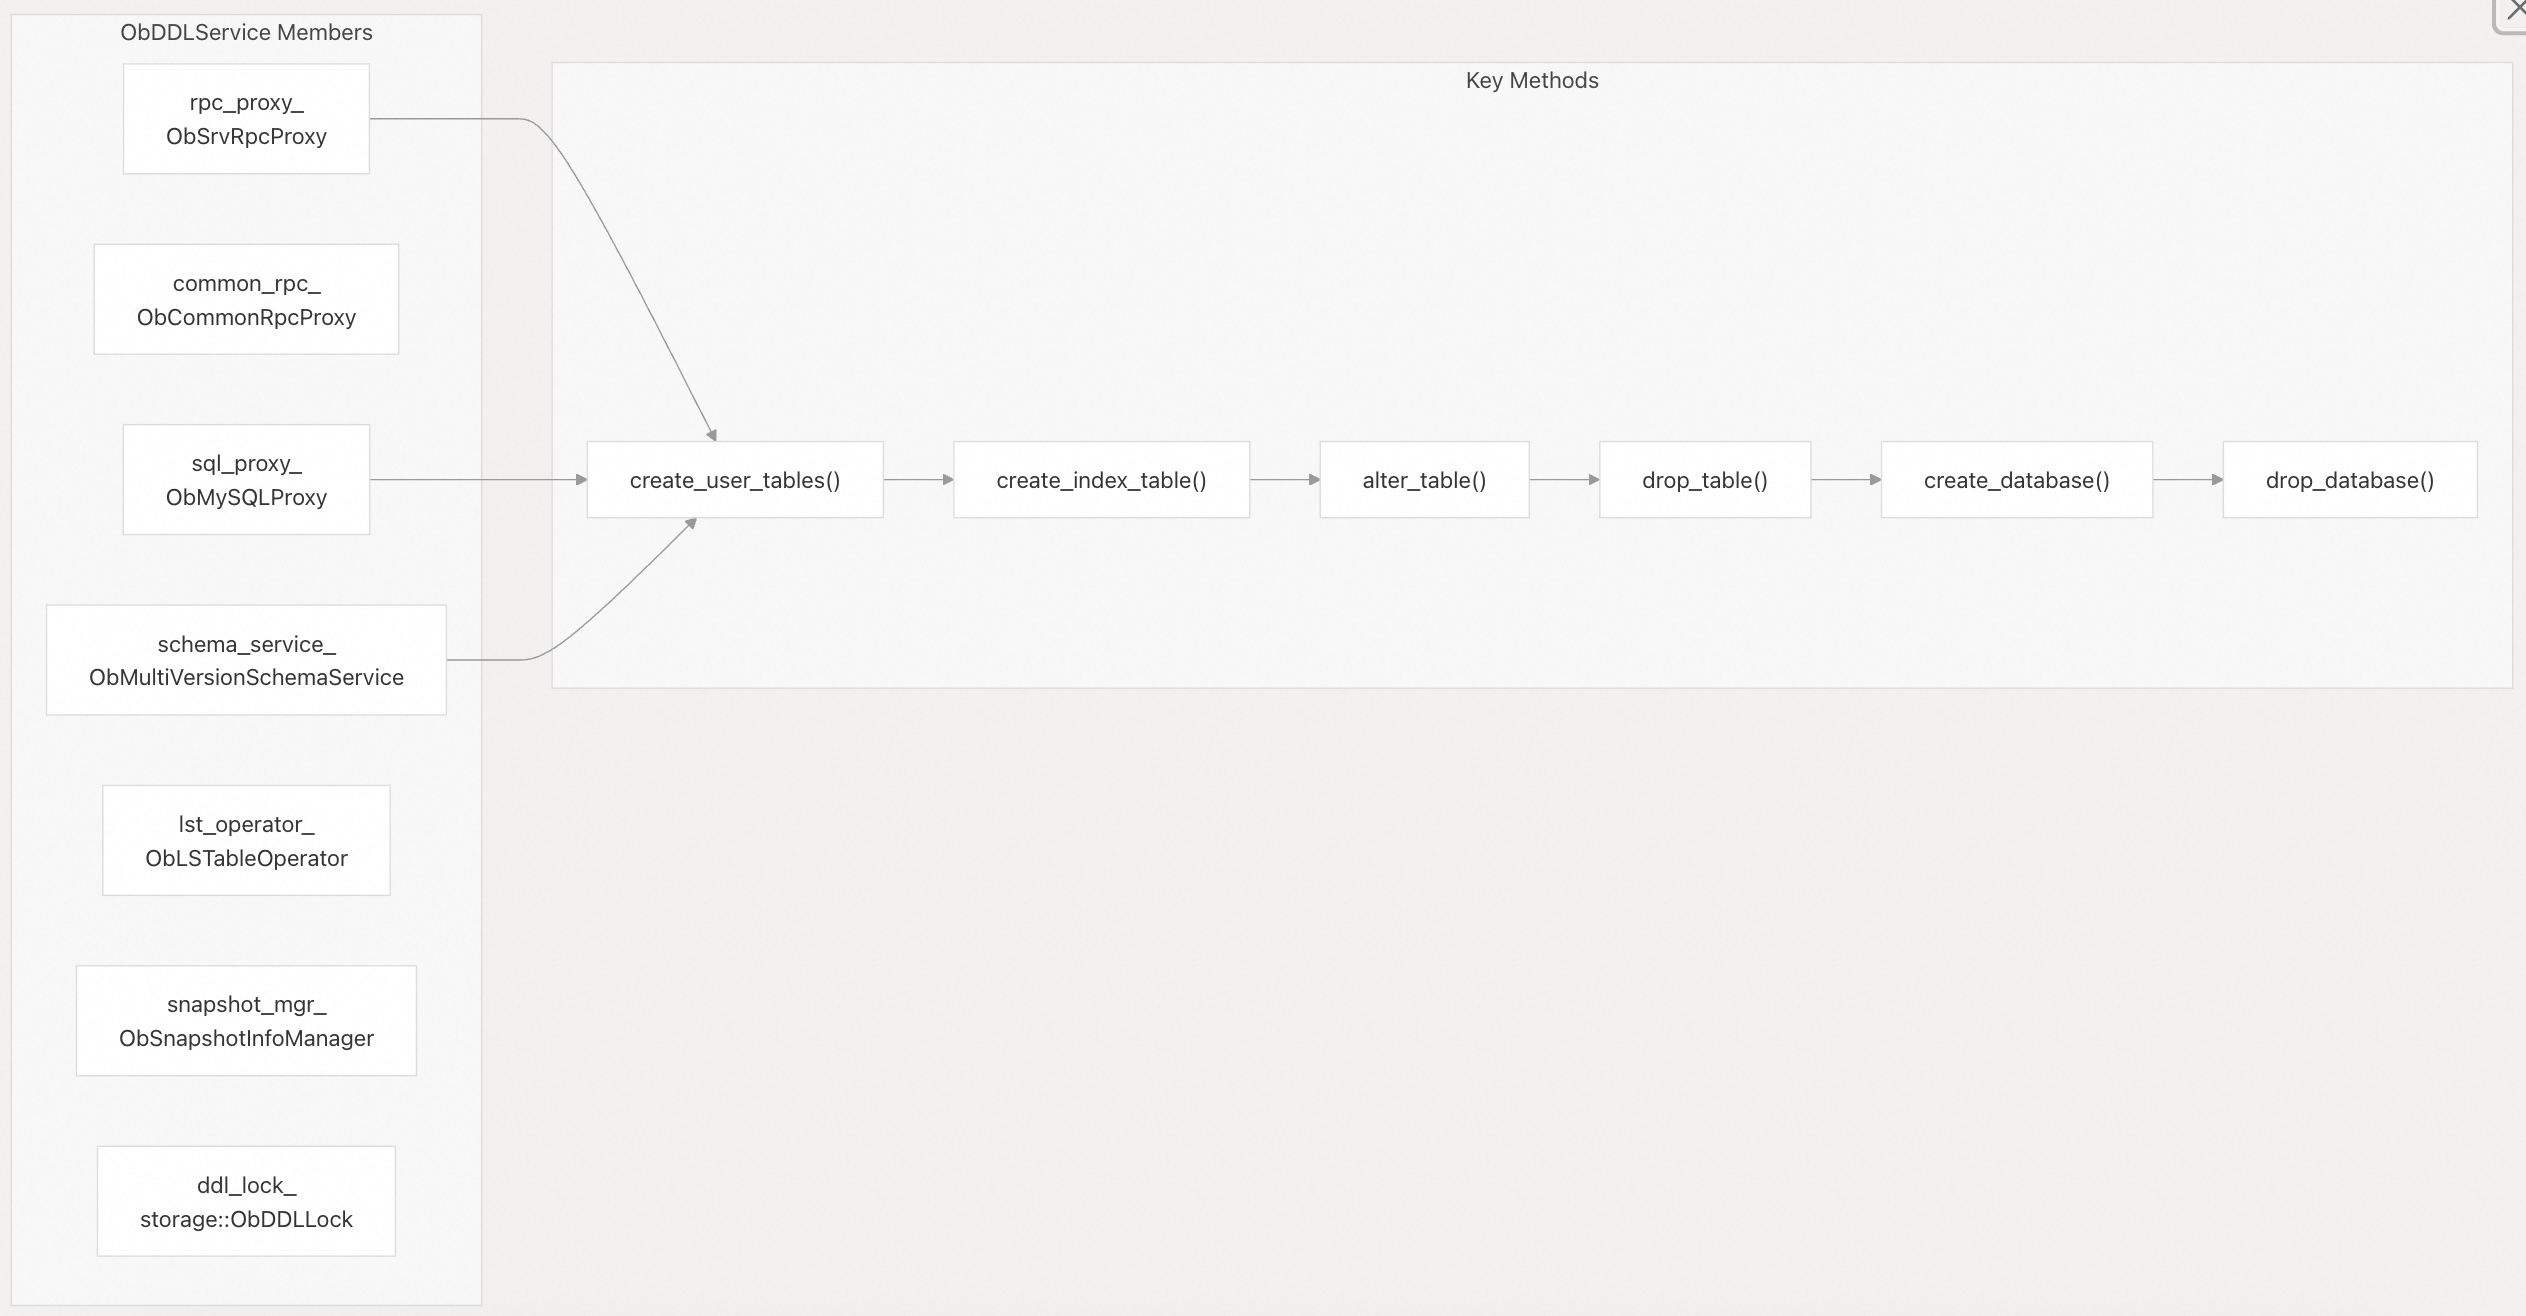 ObDDLService Members
rpc_proxy_
ObSrvRpcProxy
common_rpc_
ObCommonRpcProxy
sql_proxy_
ObMySQLProxy
schema_service_
ObMultiVersionSchemaService
lst_operator_
ObLSTableOperator
snapshot_mgr_
ObSnapshotInfoManager
ddl_lock_
storage::ObDDLLock
Key Methods
create_user_tables()
create_index_table()
alter_table()
drop_table()
create_database()
drop_database()